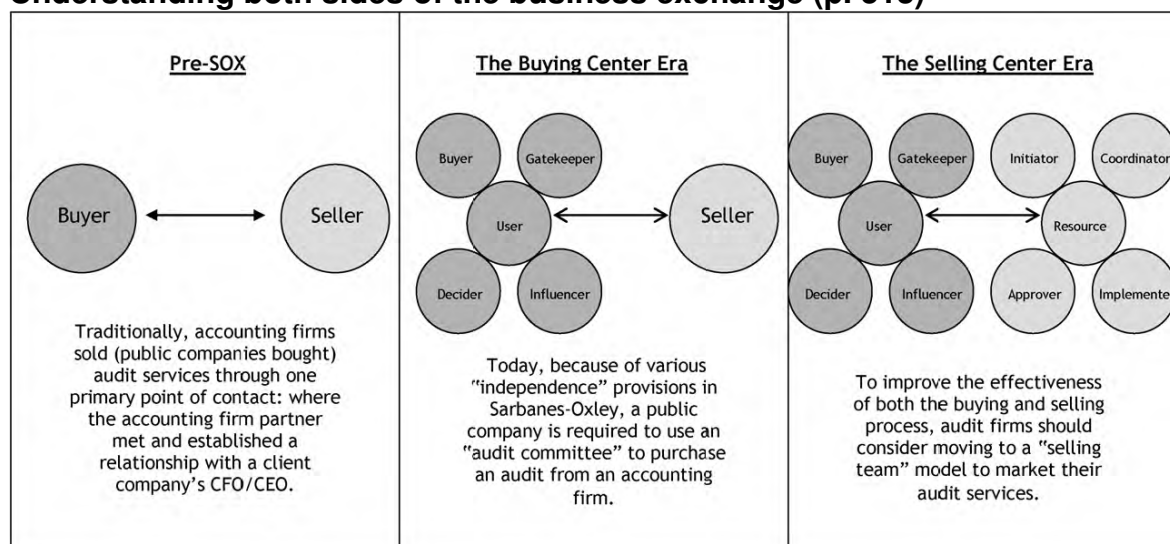 Understanding both sides of the business exchange
Pre-SOX
Buyer
Seller
Traditionally, accounting firms
sold (public companies bought)
audit services through one
primary point of contact: where
the accounting firm partner
met and established a
relationship with a client
company's CFO/CEO.
The Buying Center Era
Buyer
Gatekeeper
User
Seller
Decider
Influencer
Today, because of various
"independence" provisions in
Sarbanes-Oxley, a public
company is required to use an
"audit committee" to purchase
an audit from an accounting
firm.
The Selling Center Era
Buyer
Gatekeeper
Initiator
Coordinator
User
Resource
Decider
Influencer
Approver
Implemente
To improve the effectiveness
of both the buying and selling
process, audit firms should
consider moving to a "selling
team" model to market their
audit services.